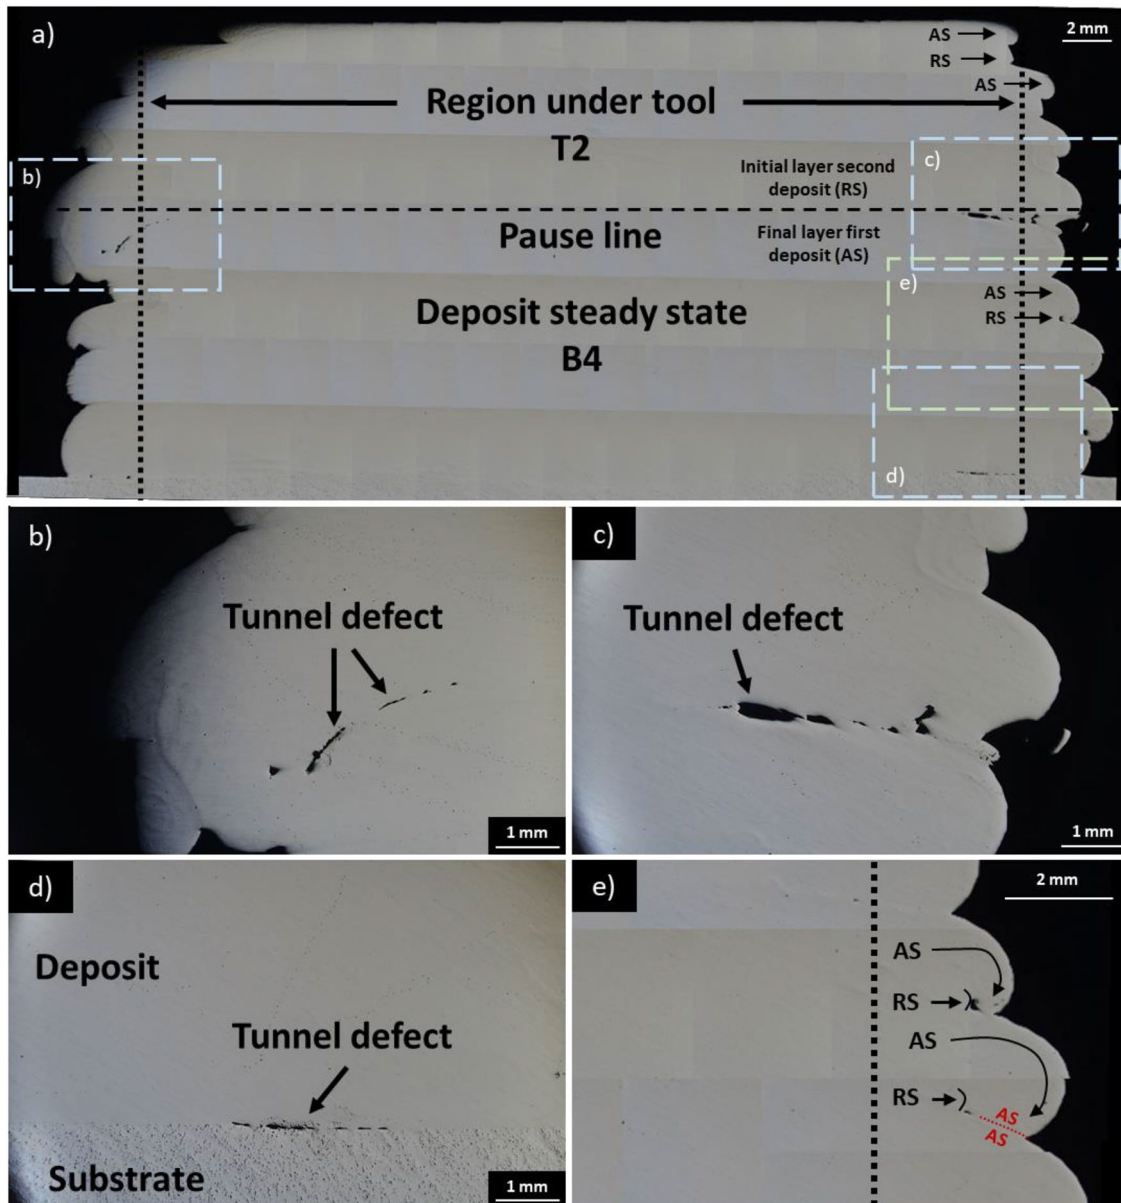 a)
AS
RS
AS
2 mm
Region under tool
T2
b)
c)
Initial layer second
deposit (RS)
Pause line
Final layer first
deposit (AS)
e)
AS
RS
Deposit steady state
B4
d)
b)
Tunnel defect
1 mm
c)
Tunnel defect
1 mm
d)
Deposit
Tunnel defect
Substrate
1 mm
e)
2 mm
AS
RS
AS
RS
AS
AS